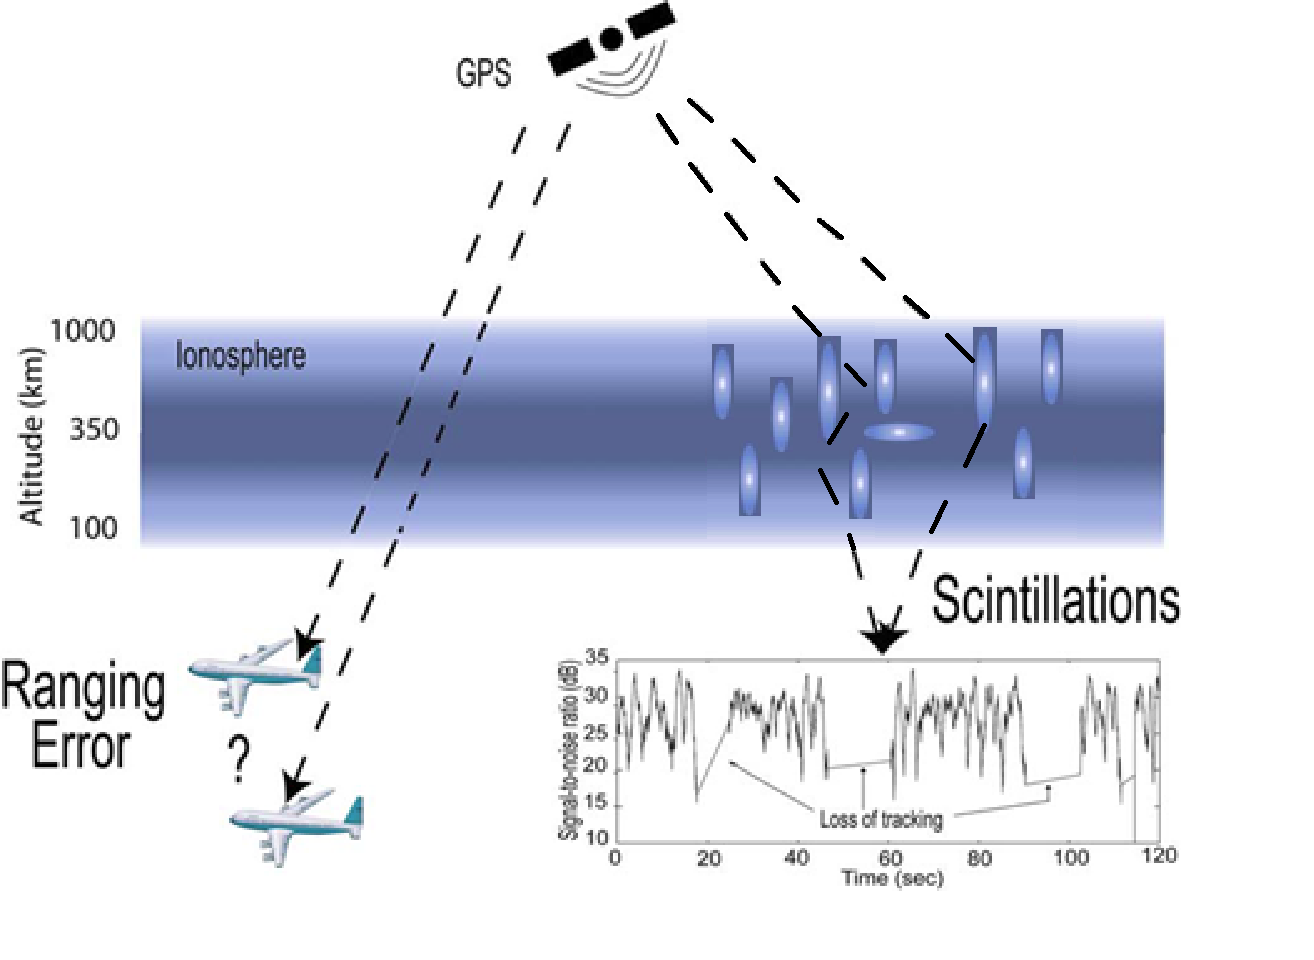 GPS
1000
Ionosphere
350
100
Altitude (km)
Scintillations
Ranging
Error
?
35
30
25
20
15
10
Signal-to-noise ratio (dB)
Loss of tracking
0 20 40 60 80 100 120
Time (sec)